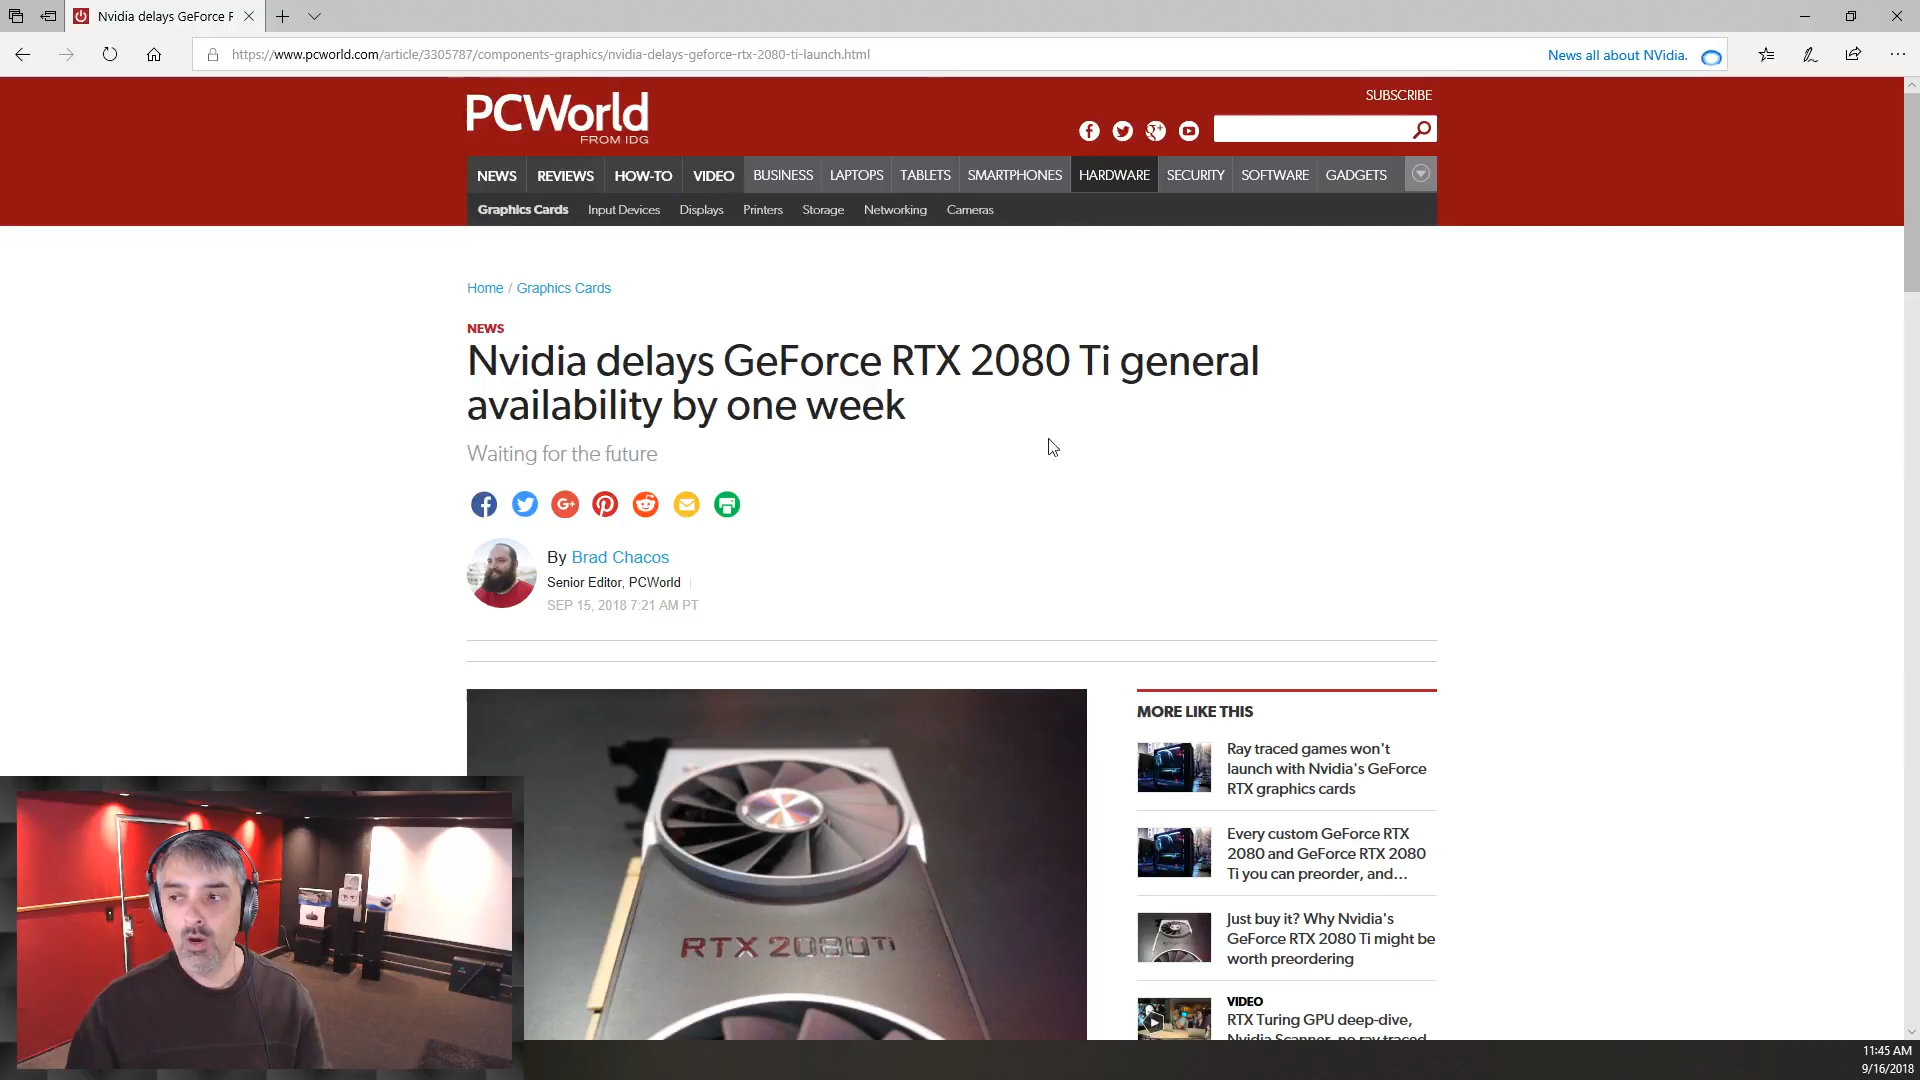 Nvidia delays GeForce F
https://www.pcworld.com/article/3305787/components-graphics/nvidia-delays-geforce-rtx-2080-ti-launch.html
News all about NVidia.
SUBSCRIBE
PCWorld
FROM IDG
NEWS REVIEWS HOW-TO VIDEO BUSINESS LAPTOPS TABLETS SMARTPHONES HARDWARE SECURITY SOFTWARE GADGETS
Graphics Cards Input Devices Displays Printers Storage Networking Cameras
Home / Graphics Cards
NEWS
Nvidia delays GeForce RTX 2080 Ti general
availability by one week
Waiting for the future
By Brad Chacos
Senior Editor, PCWorld
SEP 15, 2018 7:21 AM PT
RTX 2080 Ti
MORE LIKE THIS
Ray traced games won't
launch with Nvidia's GeForce
RTX graphics cards
Every custom GeForce RTX
2080 and GeForce RTX 2080
Ti you can preorder, and...
Just buy it? Why Nvidia's
GeForce RTX 2080 Ti might be
worth preordering
VIDEO
RTX Turing GPU deep-dive,
Nvidia Scanner, no ray traced
11:45 AM
9/16/2018